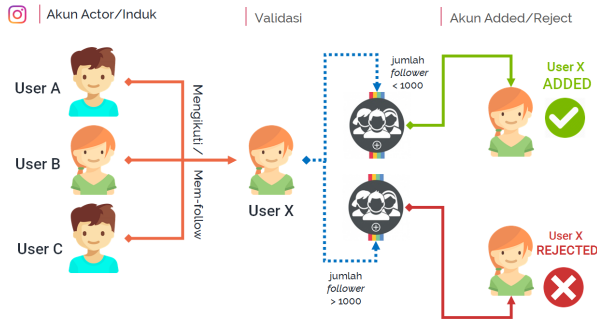 Akun Actor/Induk
Validasi
Akun Added/Reject
User A
User B
User C
Mengikuti/
Mem-follow
User X
jumlah
follower
< 1000
jumlah
follower
> 1000
User X
ADDED
User X
REJECTED